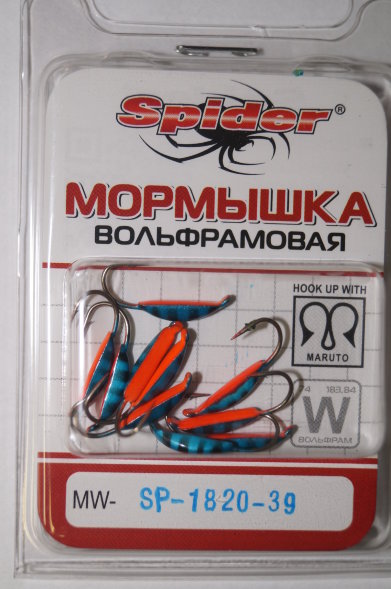 Spider®
МОРМЫШКА
ВОЛЬФРАМОВАЯ
HOOK UP WITH
MARUTO
74 183,84
W
ВОЛЬФРАМ
MW- SP-1820-39